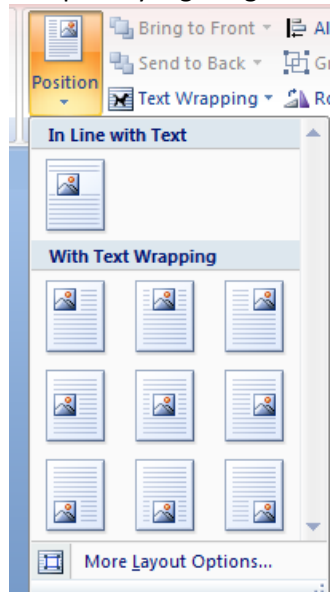 Bring to Front
Send to Back
Position
Text Wrapping
In Line with Text
With Text Wrapping
More Layout Options...